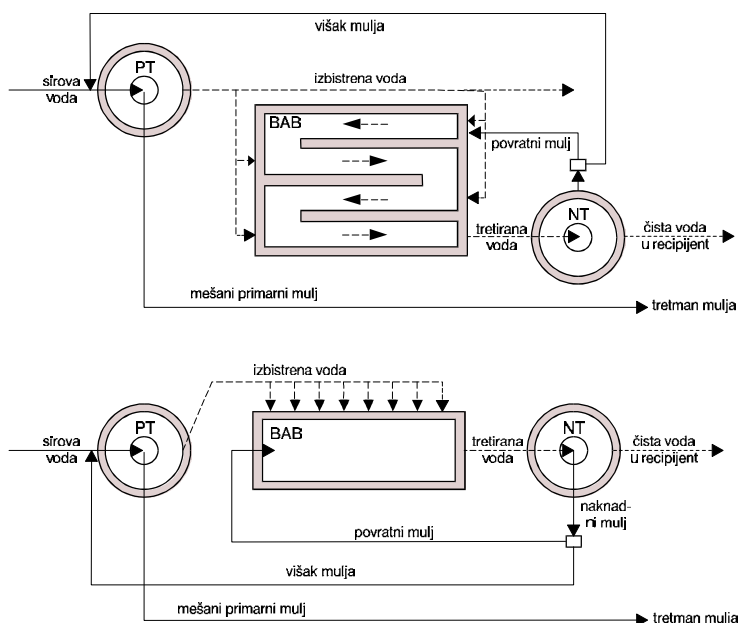 višak mulja
PT
sirova
voda
izbistrena voda
BAB
povratni mulj
NT
tretirana
voda
čista voda
u recipijent
mešani primarni mulj
tretman mulja
izbistrena voda
PT
sirova
voda
BAB
tretirana
voda
NT
čista voda
u recipijent
naknad-
ni mulj
povratni mulj
višak mulja
mešani primarni mulj
tretman mulja